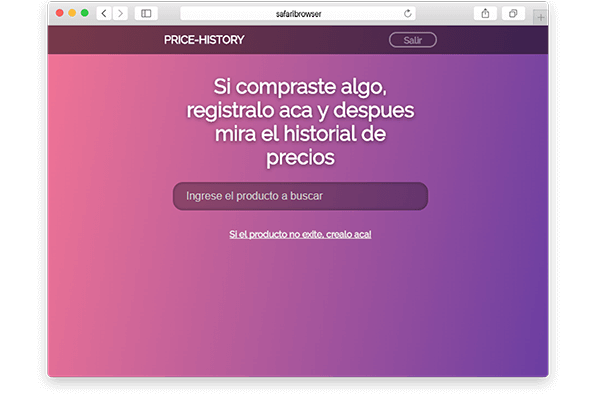 safaribrowser
PRICE-HISTORY
Salir
Si compraste algo,
registralo aca y despues
mira el historial de
precios
Ingrese el producto a buscar
Si el producto no exite, crealo aca!